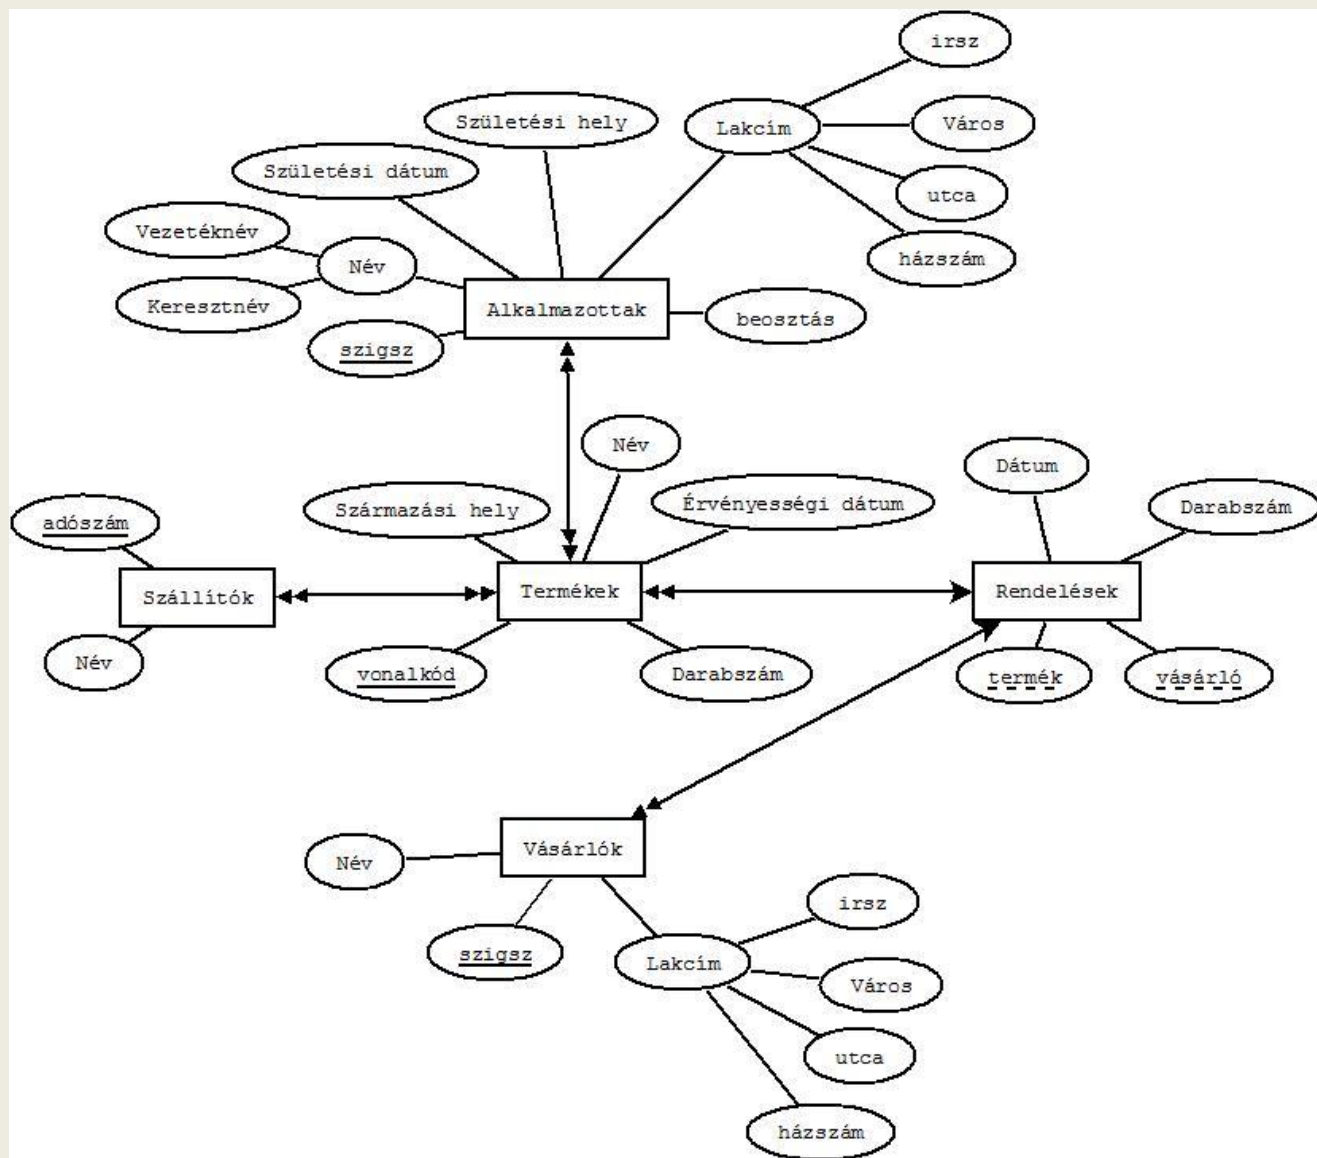 irsz
Születési hely
Lakcím
Város
Születési dátum
utca
Vezetéknév
Név
házszám
Keresztnév
Alkalmazottak
beosztás
szigsz
Név
Dátum
Származási hely
Érvényességi dátum
Darabszám
adószám
Szállítók
Termékek
Rendelések
Név
vonalkód
Darabszám
termék
vásárló
Vásárlók
Név
irsz
szigsz
Lakcím
Város
utca
házszám